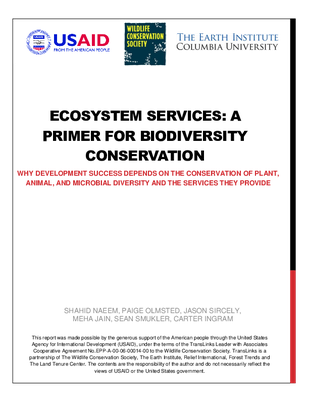 USAID
FROM THE AMERICAN PEOPLE
WILDLIFE
CONSERVATION
SOCIETY
THE EARTH INSTITUTE
COLUMBIA UNIVERSITY
ECOSYSTEM SERVICES: A
PRIMER FOR BIODIVERSITY
CONSERVATION
WHY DEVELOPMENT SUCCESS DEPENDS ON THE CONSERVATION OF PLANT,
ANIMAL, AND MICROBIAL DIVERSITY AND THE SERVICES THEY PROVIDE
SHAHID NAEEM, PAIGE OLMSTED, JASON SIRCELY,
MEHA JAIN, SEAN SMUKLER, CARTER INGRAM
This report was made possible by the generous support of the American people through the United States
Agency for International Development (USAID), under the terms of the TransLinks Leader with Associates
Cooperative Agreement No.EPP-A-00-06-00014-00 to the Wildlife Conservation Society. TransLinks is a
partnership of The Wildlife Conservation Society, The Earth Institute, Relief International, Forest Trends and
The Land Tenure Center. The contents are the responsibility of the author and do not necessarily reflect the
views of USAID or the United States government.